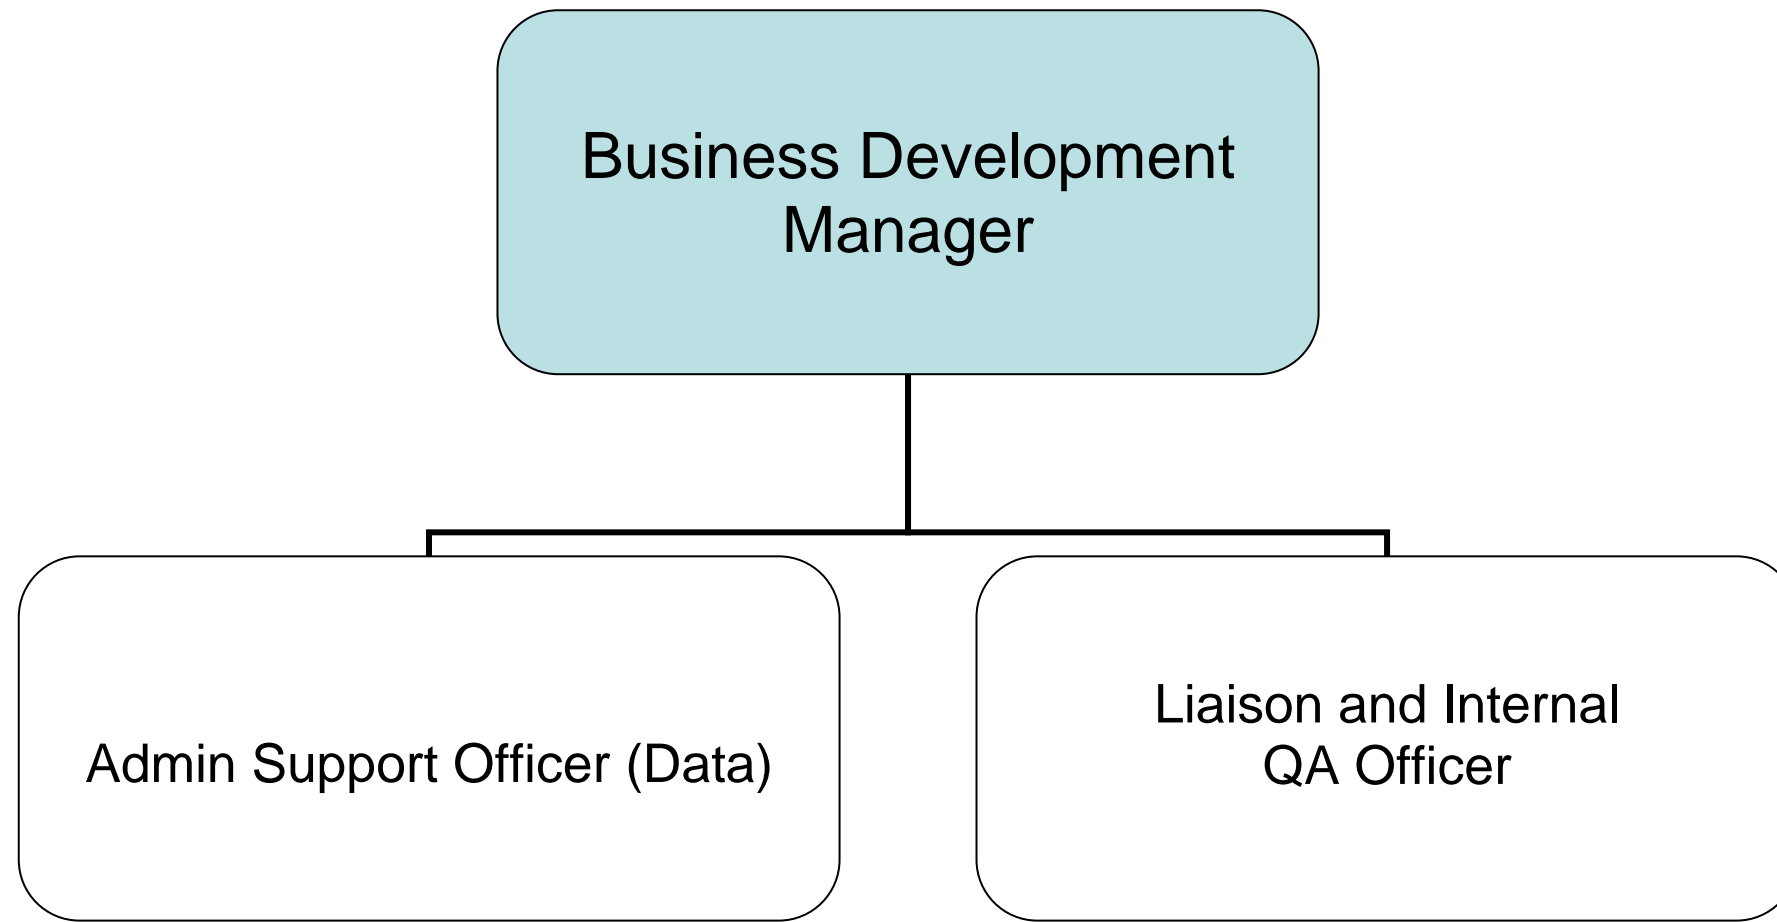 Business Development
Manager
Admin Support Officer (Data)
Liaison and Internal
QA Officer